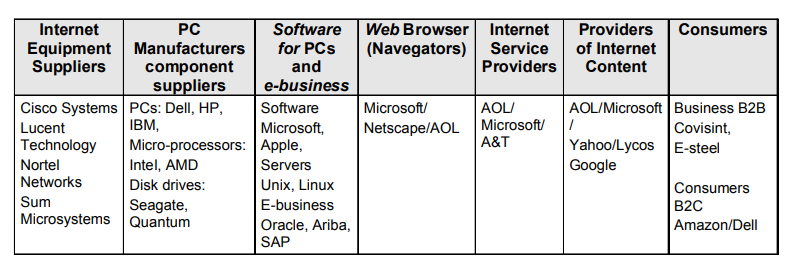 Internet
Equipment
Suppliers
PC
Manufacturers
component
suppliers
Software
for PCs
and
e-business
Web Browser
(Navegators)
Internet
Service
Providers
Providers
of Internet
Content
Consumers
Cisco Systems
Lucent
Technology
Nortel
Networks
Sum
Microsystems
PCs: Dell, HP,
IBM,
Micro-processors:
Intel, AMD
Disk drives:
Seagate,
Quantum
Software
Microsoft,
Apple,
Servers
Unix, Linux
E-business
Oracle, Ariba,
SAP
Microsoft/
Netscape/AOL
AOL/
Microsoft/
A&T
AOL/Microsoft
/
Yahoo/Lycos
Google
Business B2B
Covisint,
E-steel
Consumers
B2C
Amazon/Dell